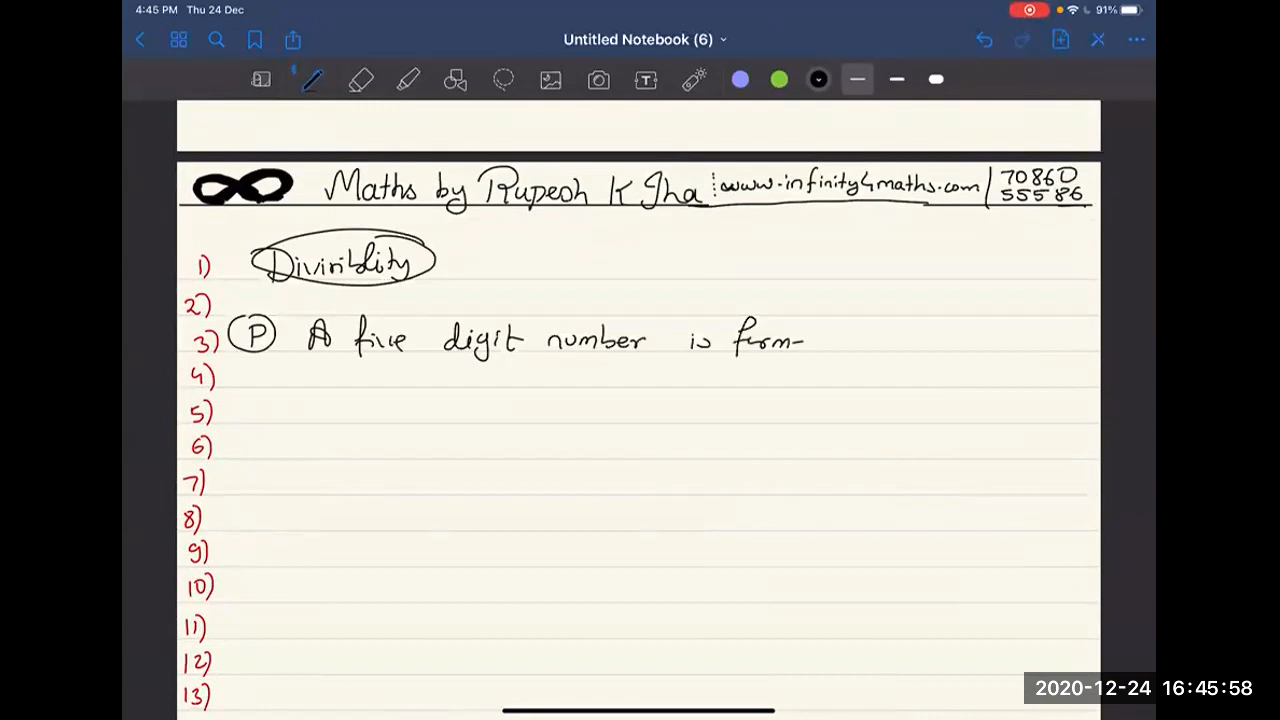 4:45 PM Thu 24 Dec
91%
Untitled Notebook (6)
T
Maths by Rupesh K Jha www.infinity4maths.com 70860
55586
1) Divisiblity
2)
3) P A five digit number is form-
4)
5)
6)
7)
8)
9)
10)
11)
12)
13)
2020-12-24 16:45:58